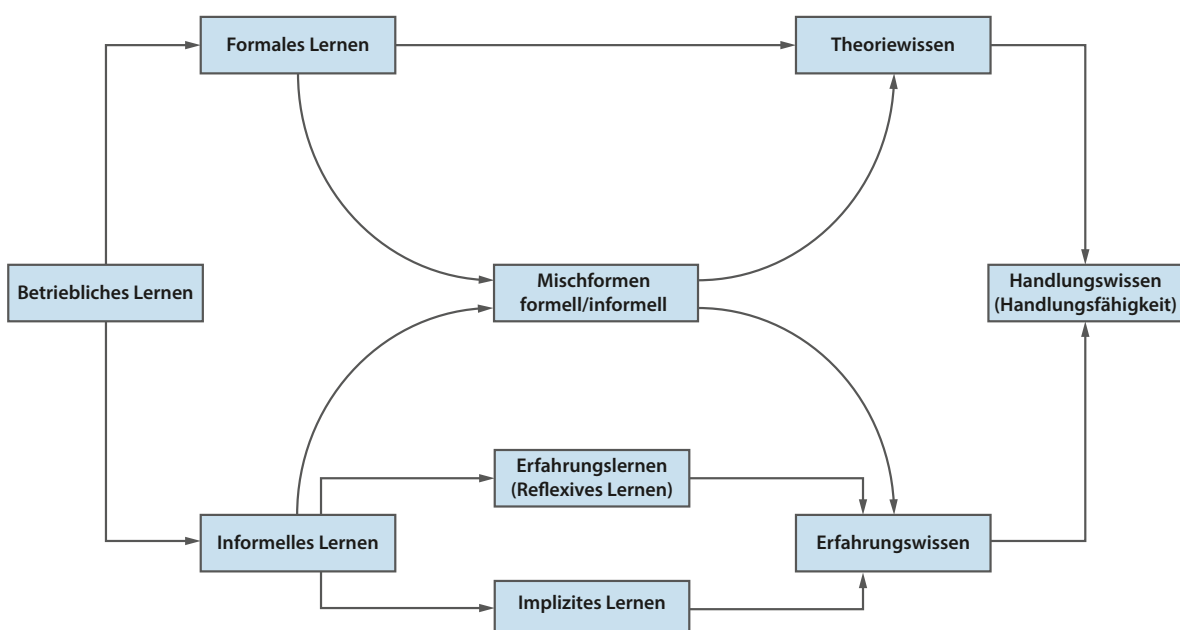 Formales Lernen
Theoriewissen
Betriebliches Lernen
Mischformen
formell/informell
Handlungswissen
(Handlungsfähigkeit)
Erfahrungslernen
(Reflexives Lernen)
Informelles Lernen
Erfahrungswissen
Implizites Lernen